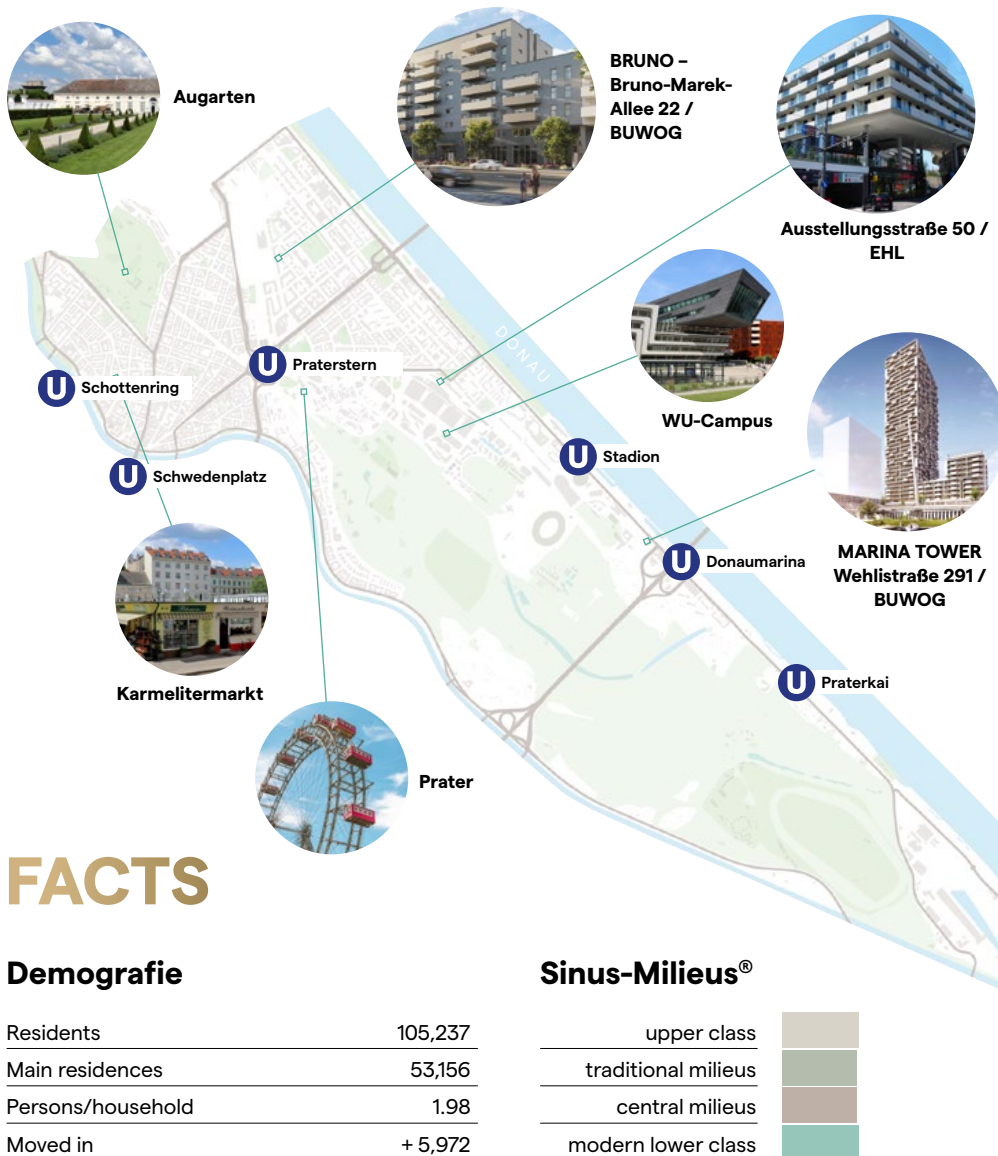 Augarten
BRUNO –
Bruno-Marek-
Allee 22 /
BUWOG
Ausstellungsstraße 50 /
EHL
DONAU
U Praterstern
U Schottenring
WU-Campus
U Stadion
U Schwedenplatz
MARINA TOWER
Wehlistraße 291 /
BUWOG
U Donaumarina
Karmelitermarkt
U Praterkai
Prater
FACTS
Demografie
Residents 105,237
Main residences 53,156
Persons/household 1.98
Moved in + 5,972
Sinus-Milieus®
upper class
traditional milieus
central milieus
modern lower class